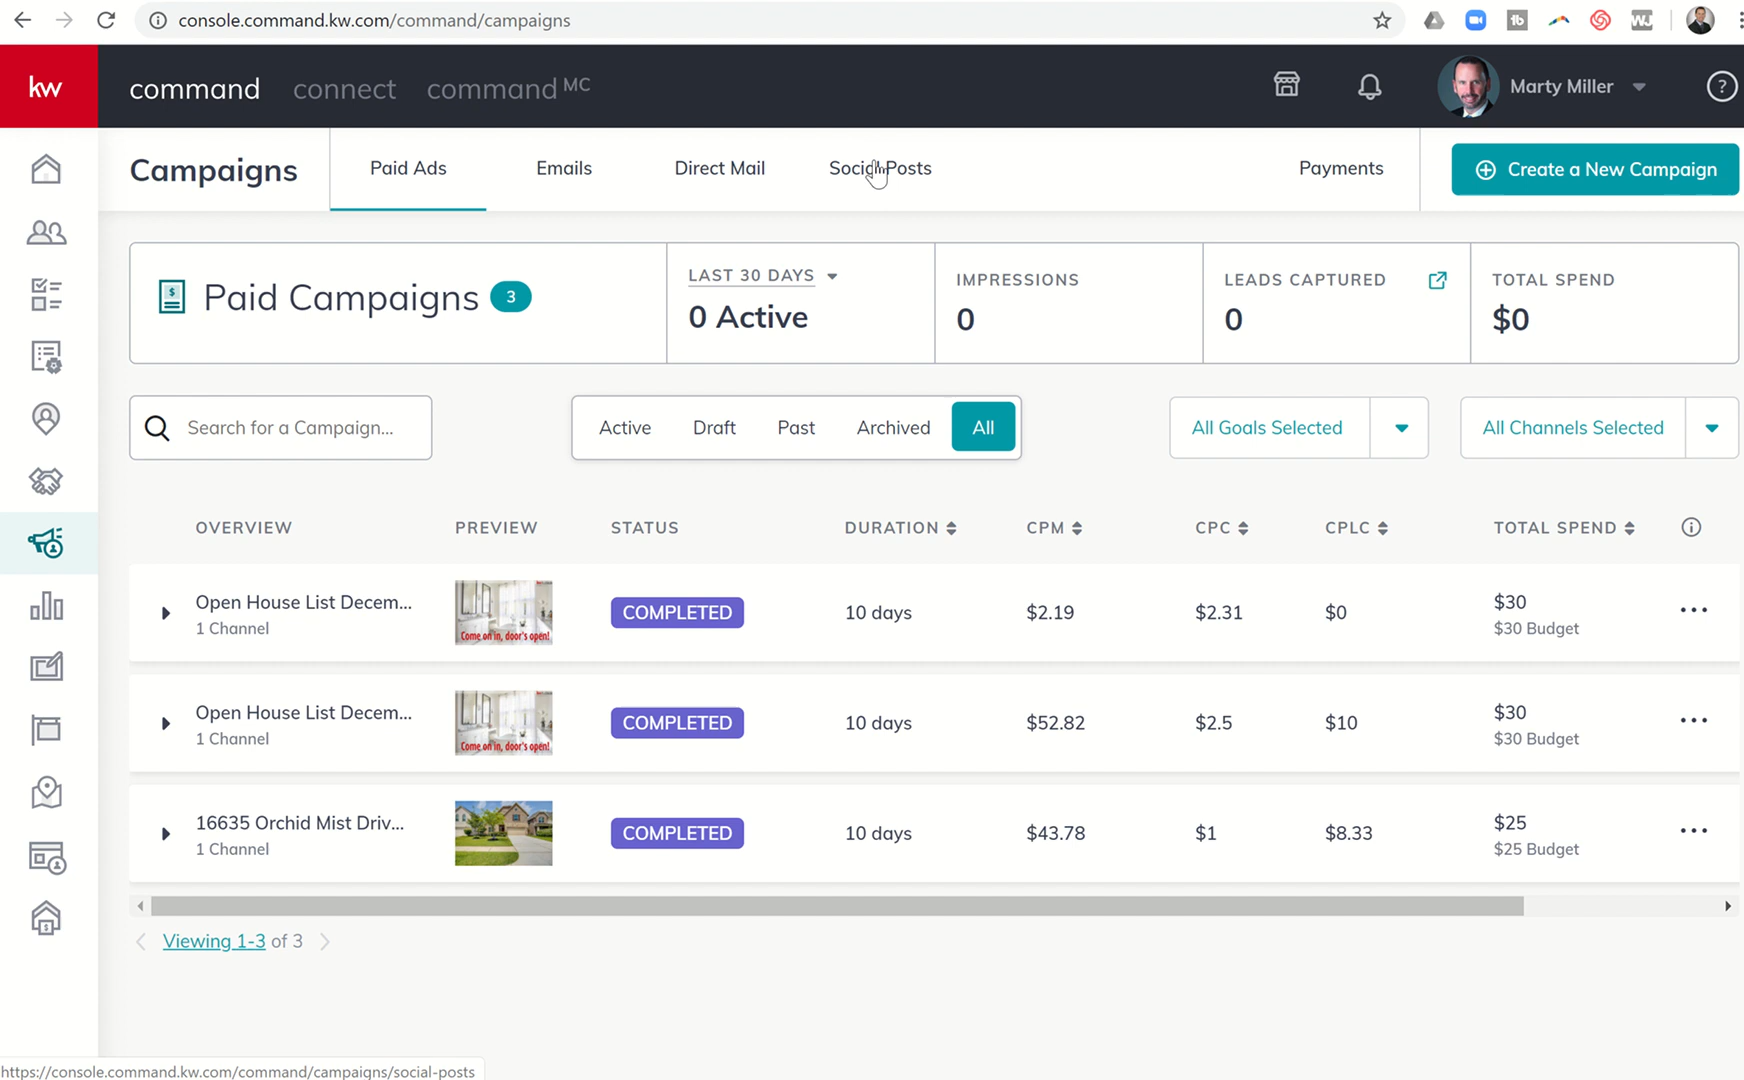 console.command.kw.com/command/campaigns
kw
command connect command MC
Marty Miller
?
Campaigns
Paid Ads
Emails
Direct Mail
Social Posts
Payments
Create a New Campaign
Paid Campaigns 3
LAST 30 DAYS
0 Active
IMPRESSIONS
0
LEADS CAPTURED
0
TOTAL SPEND
$0
Search for a Campaign...
Active Draft Past Archived All
All Goals Selected
All Channels Selected
OVERVIEW PREVIEW STATUS DURATION CPM CPC CPLC TOTAL SPEND
Open House List Decem...
1 Channel
Come on in, door's open!
COMPLETED
10 days
$2.19
$2.31
$0
$30
$30 Budget
Open House List Decem...
1 Channel
Come on in, door's open!
COMPLETED
10 days
$52.82
$2.5
$10
$30
$30 Budget
16635 Orchid Mist Driv...
1 Channel
COMPLETED
10 days
$43.78
$1
$8.33
$25
$25 Budget
Viewing 1-3 of 3
https://console.command.kw.com/command/campaigns/social-posts